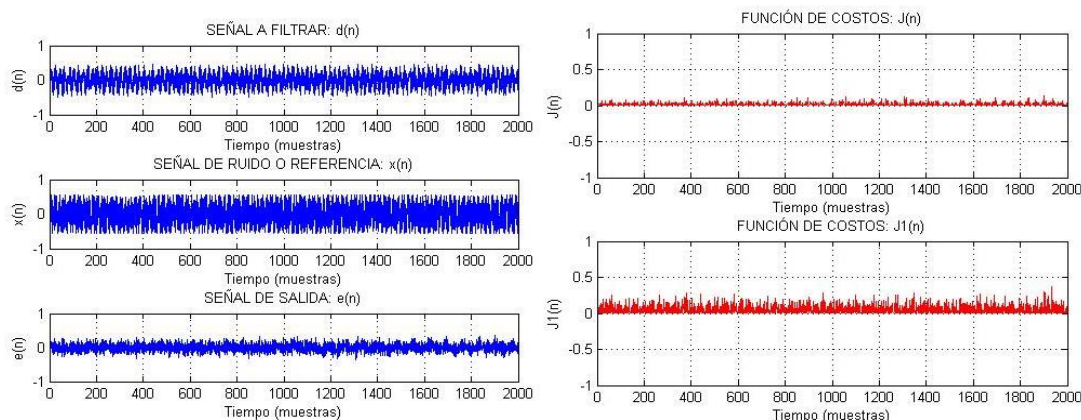 SEÑAL A FILTRAR: d(n)
1
0
-1
d(n)
0 200 400 600 800 1000 1200 1400 1600 1800 2000
Tiempo (muestras)
SEÑAL DE RUIDO O REFERENCIA: x(n)
1
0
-1
x(n)
0 200 400 600 800 1000 1200 1400 1600 1800 2000
Tiempo (muestras)
SEÑAL DE SALIDA: e(n)
1
0
-1
e(n)
0 200 400 600 800 1000 1200 1400 1600 1800 2000
Tiempo (muestras)
FUNCIÓN DE COSTOS: J(n)
1
0.5
0
-0.5
-1
J(n)
0 200 400 600 800 1000 1200 1400 1600 1800 2000
Tiempo (muestras)
FUNCIÓN DE COSTOS: J1(n)
1
0.5
0
-0.5
-1
J1(n)
0 200 400 600 800 1000 1200 1400 1600 1800 2000
Tiempo (muestras)